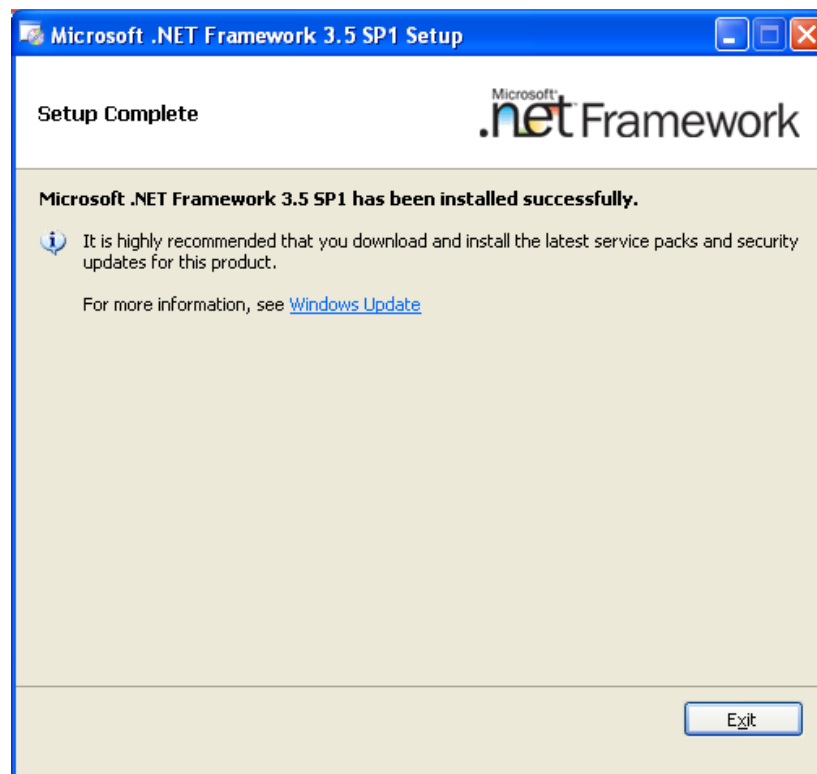 Microsoft .NET Framework 3.5 SP1 Setup
Setup Complete
Microsoft
.net Framework
Microsoft .NET Framework 3.5 SP1 has been installed successfully.
It is highly recommended that you download and install the latest service packs and security
updates for this product.
For more information, see Windows Update
Exit